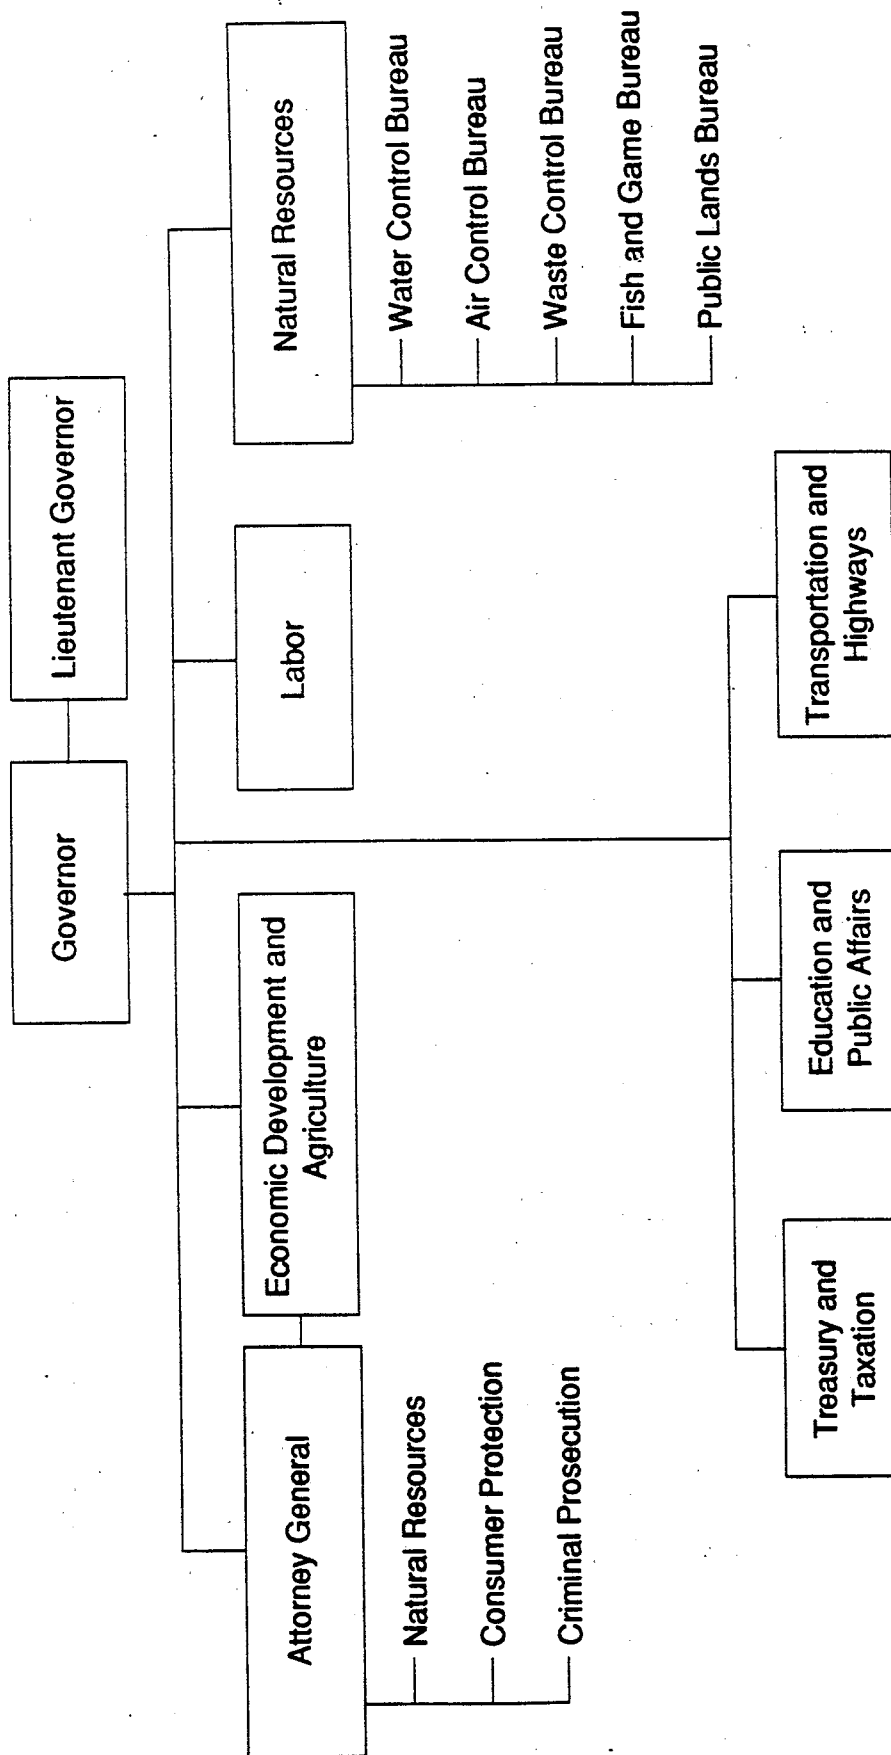 Governor
Lieutenant Governor
Attorney General
Natural Resources
Consumer Protection
Criminal Prosecution
Economic Development and
Agriculture
Labor
Natural Resources
Water Control Bureau
Air Control Bureau
Waste Control Bureau
Fish and Game Bureau
Public Lands Bureau
Treasury and
Taxation
Education and
Public Affairs
Transportation and
Highways